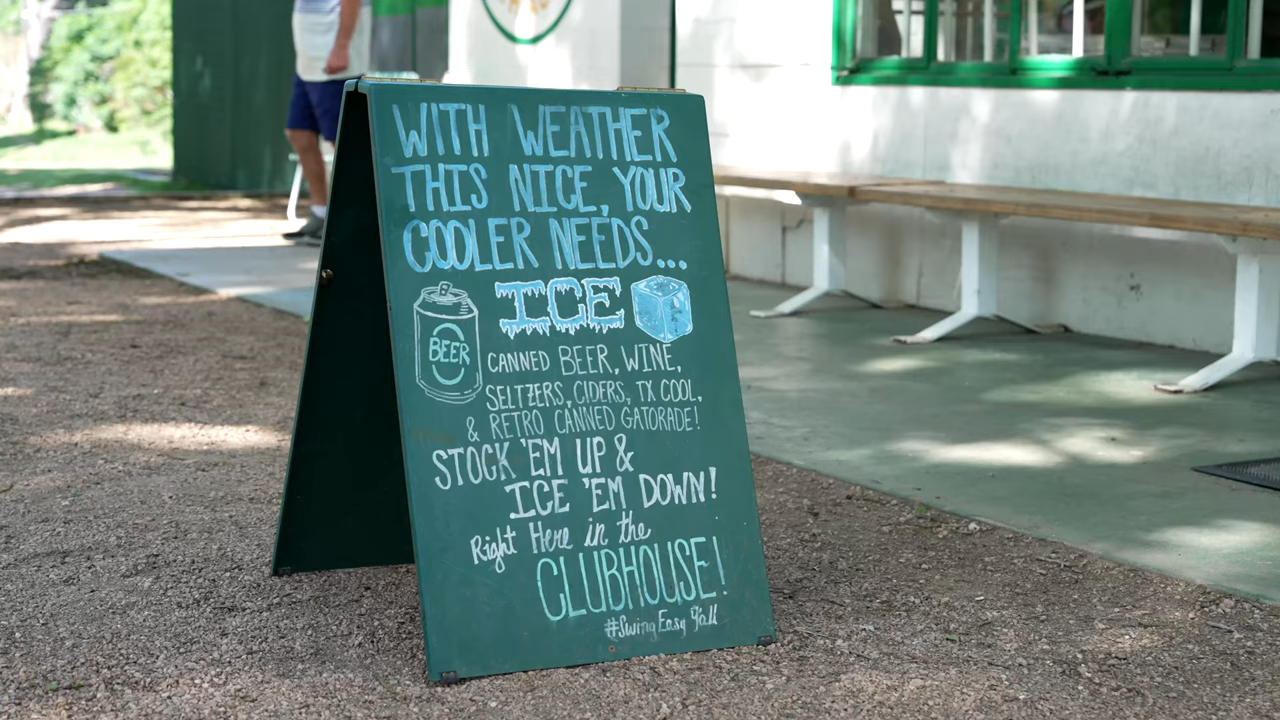 WITH WEATHER
THIS NICE, YOUR
COOLER NEEDS...
ICE
BEER
CANNED BEER, WINE,
SELTZERS, CIDERS, TX COOL,
& RETRO CANNED GATORADE!
STOCK 'EM UP &
ICE 'EM DOWN!
Right Here in the
CLUBHOUSE!
#Swing Easy Y'all